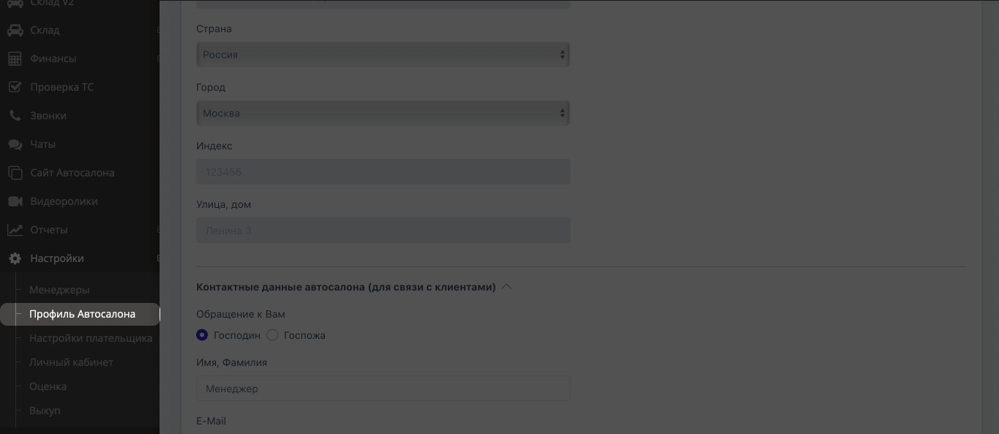 Склад V2
Склад
Финансы
Проверка ТС
Звонки
Чаты
Сайт Автосалона
Видеоролики
Отчеты
Настройки
Менеджеры
Профиль Автосалона
Настройки плательщика
Личный кабинет
Оценка
Выкуп
Страна
Россия
Город
Москва
Индекс
123456
Улица, дом
Ленина 3
Контактные данные автосалона (для связи с клиентами)
Обращение к Вам
Господин Госпожа
Имя, Фамилия
Менеджер
E-Mail